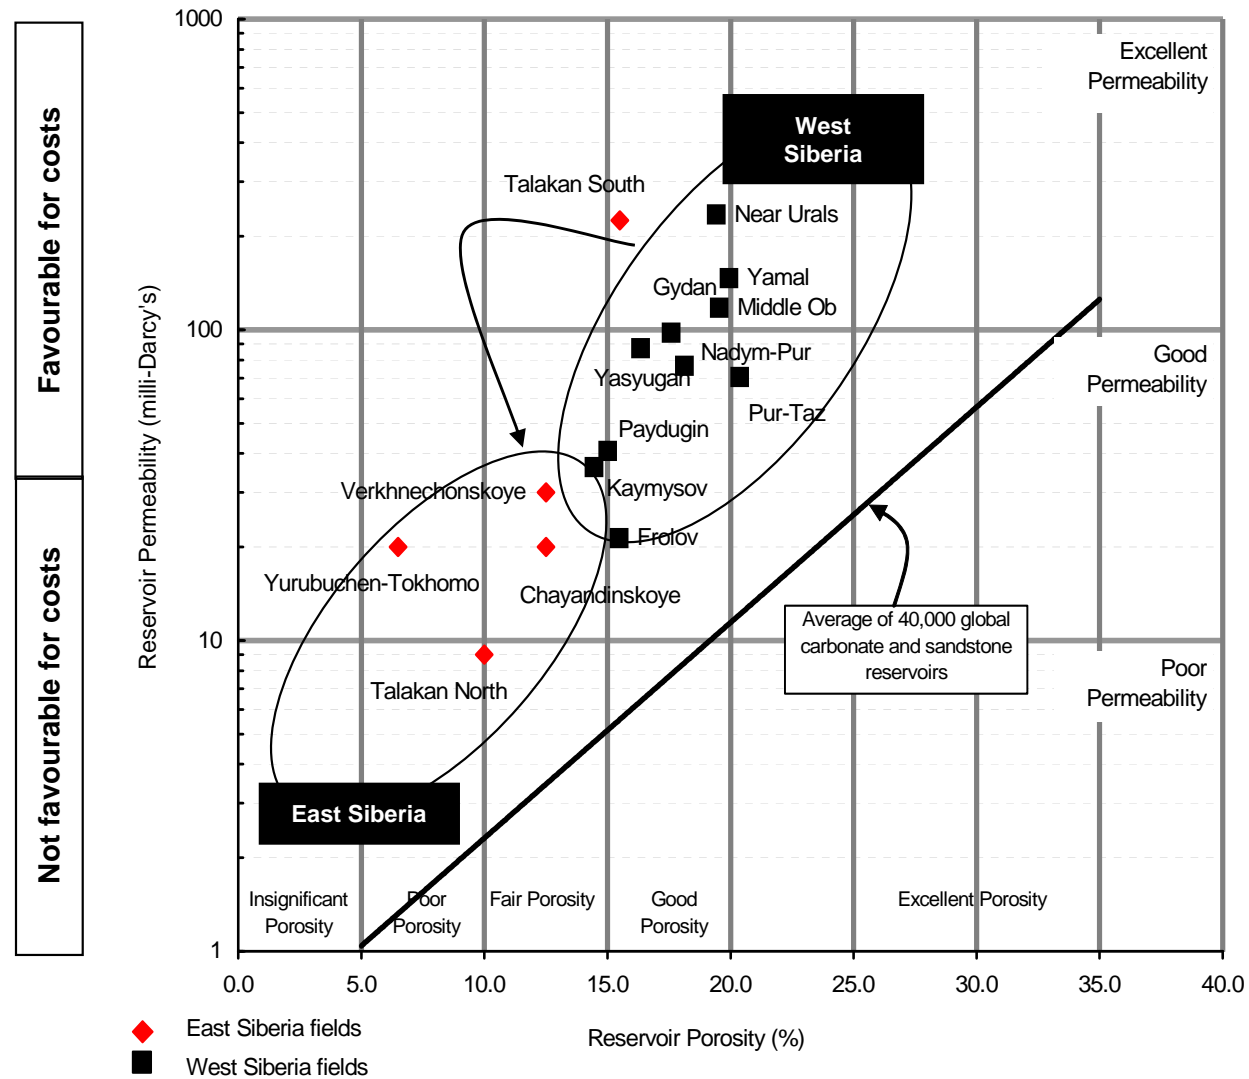 Favourable for costs
Not favourable for costs
Reservoir Permeability (milli-Darcy's)
1000
100
10
1
Excellent
Permeability
West
Siberia
Talakan South
Near Urals
Yamal
Gydan
Middle Ob
Nadym-Pur
Good
Permeability
Yasyugan
Pur-Taz
Paydugin
Verkhnechonskoye
Kaymysov
Frolov
Yurubuchen-Tokhomo
Chayandinskoye
Average of 40,000 global
carbonate and sandstone
reservoirs
Poor
Permeability
Talakan North
East Siberia
Insignificant
Porosity
Poor
Porosity
Fair Porosity
Good
Porosity
Excellent Porosity
0.0 5.0 10.0 15.0 20.0 25.0 30.0 35.0 40.0
Reservoir Porosity (%)
East Siberia fields
West Siberia fields